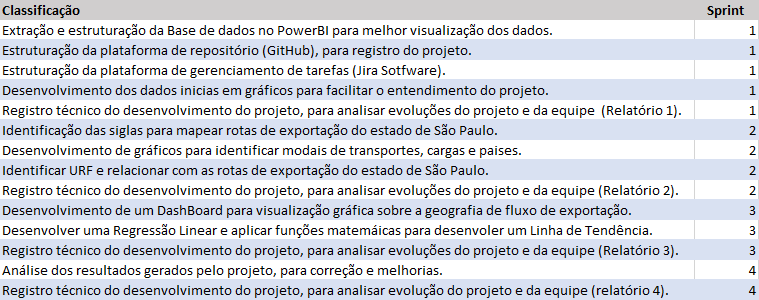 Classificação Sprint
Extração e estruturação da Base de dados no PowerBI para melhor visualização dos dados. 1
Estruturação da plataforma de repositório (GitHub), para registro do projeto. 1
Estruturação da plataforma de gerenciamento de tarefas (Jira Sotfware). 1
Desenvolvimento dos dados inicias em gráficos para facilitar o entendimento do projeto. 1
Registro técnico do desenvolvimento do projeto, para analisar evoluções do projeto e da equipe (Relatório 1). 1
Identificação das siglas para mapear rotas de exportação do estado de São Paulo. 2
Desenvolvimento de gráficos para identificar modais de transportes, cargas e paises. 2
Identificar URF e relacionar com as rotas de exportação do estado de São Paulo. 2
Registro técnico do desenvolvimento do projeto, para analisar evoluções do projeto e da equipe (Relatório 2). 2
Desenvolvimento de um DashBoard para visualização gráfica sobre a geografia de fluxo de exportação. 3
Desenvolver uma Regressão Linear e aplicar funções matemáicas para desenvoler um Linha de Tendência. 3
Registro técnico do desenvolvimento do projeto, para analisar evoluções do projeto e da equipe (Relatório 3). 3
Análise dos resultados gerados pelo projeto, para correção e melhorias. 4
Registro técnico do desenvolvimento do projeto, para analisar evolução do projeto e da equipe (relatório 4). 4